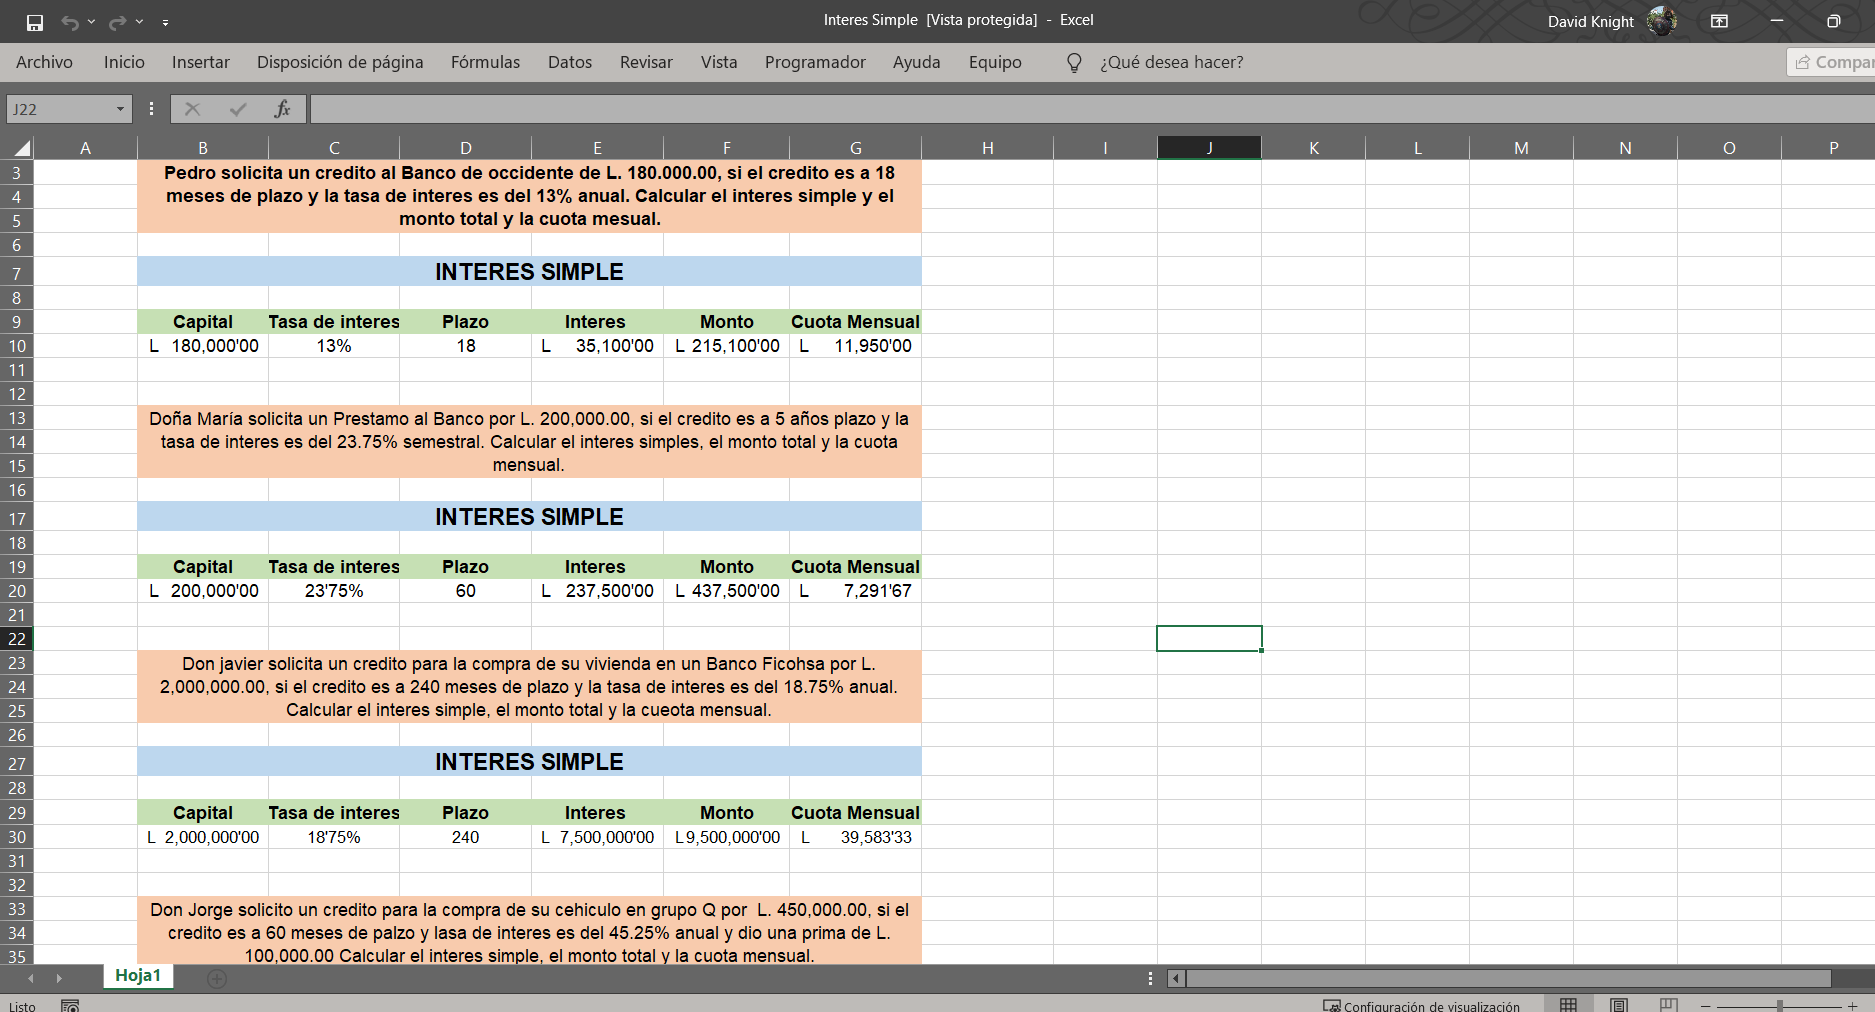 Interes Simple [Vista protegida] - Excel
David Knight
Archivo Inicio Insertar Disposición de página Fórmulas Datos Revisar Vista Programador Ayuda Equipo ¿Qué desea hacer?
Compar
J22 fx
A B C D E F G H I J K L M N O P
3 Pedro solicita un credito al Banco de occidente de L. 180.000.00, si el credito es a 18
4 meses de plazo y la tasa de interes es del 13% anual. Calcular el interes simple y el
5 monto total y la cuota mesual.
6
7 INTERES SIMPLE
8
9 Capital Tasa de interes Plazo Interes Monto Cuota Mensual
10 L 180,000'00 13% 18 L 35,100'00 L 215,100'00 L 11,950'00
11
12
13 Doña María solicita un Prestamo al Banco por L. 200,000.00, si el credito es a 5 años plazo y la
14 tasa de interes es del 23.75% semestral. Calcular el interes simples, el monto total y la cuota
15 mensual.
16
17 INTERES SIMPLE
18
19 Capital Tasa de interes Plazo Interes Monto Cuota Mensual
20 L 200,000'00 23'75% 60 L 237,500'00 L 437,500'00 L 7,291'67
21
22
23 Don javier solicita un credito para la compra de su vivienda en un Banco Ficohsa por L.
24 2,000,000.00, si el credito es a 240 meses de plazo y la tasa de interes es del 18.75% anual.
25 Calcular el interes simple, el monto total y la cueota mensual.
26
27 INTERES SIMPLE
28
29 Capital Tasa de interes Plazo Interes Monto Cuota Mensual
30 L 2,000,000'00 18'75% 240 L 7,500,000'00 L 9,500,000'00 L 39,583'33
31
32
33 Don Jorge solicito un credito para la compra de su cehiculo en grupo Q por L. 450,000.00, si el
34 credito es a 60 meses de palzo y lasa de interes es del 45.25% anual y dio una prima de L.
35 100,000.00 Calcular el interes simple, el monto total y la cuota mensual.
Hoja1
Listo
Configuración de visualización